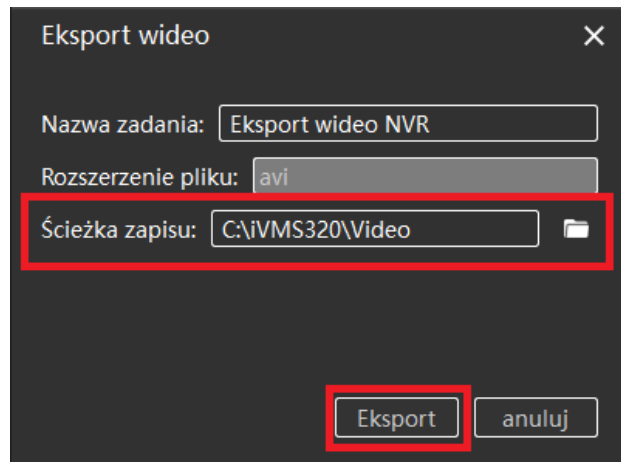 Eksport wideo
Nazwa zadania: Eksport wideo NVR
Rozszerzenie pliku: avi
Ścieżka zapisu: C:\iVMS320\Video
Eksport anuluj